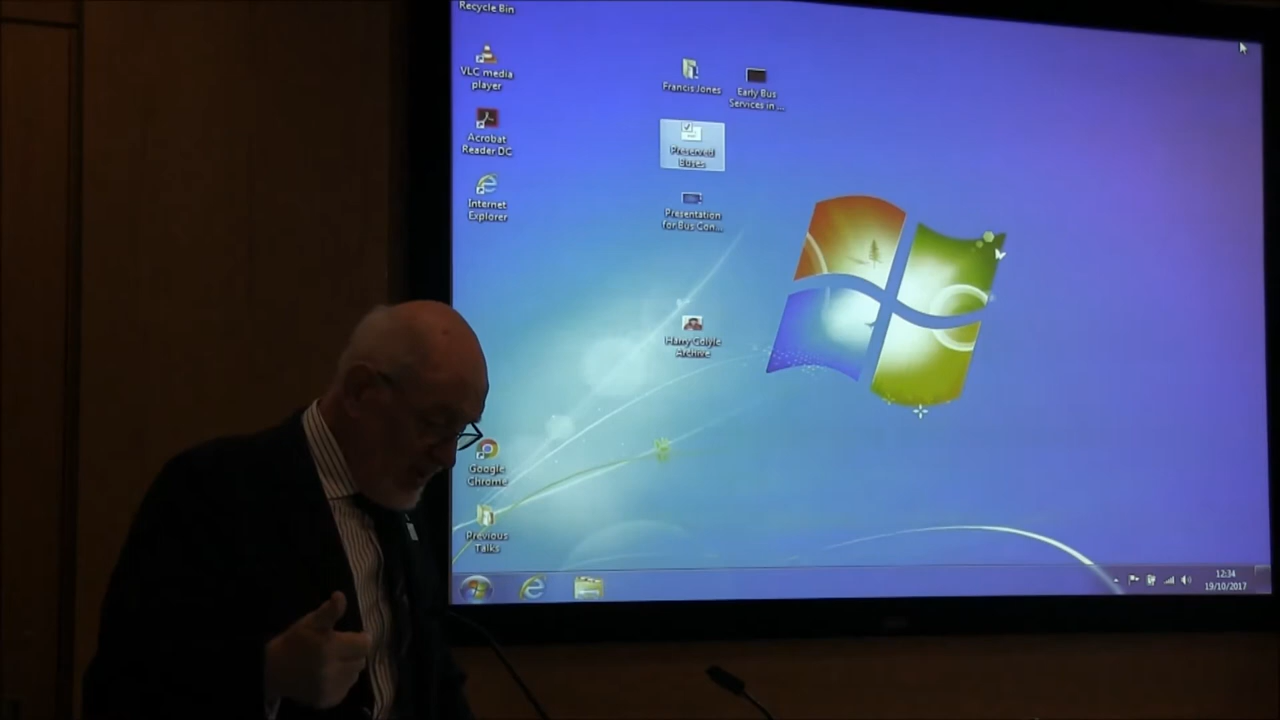 Recycle Bin
VLC media
player
Acrobat
Reader DC
Internet
Explorer
Google
Chrome
Previous
Talks
Francis Jones
Early Bus
Services in ...
Preserved
Buses
Presentation
for Bus Con...
Harry Golyle
Archive
12:34
19/10/2017